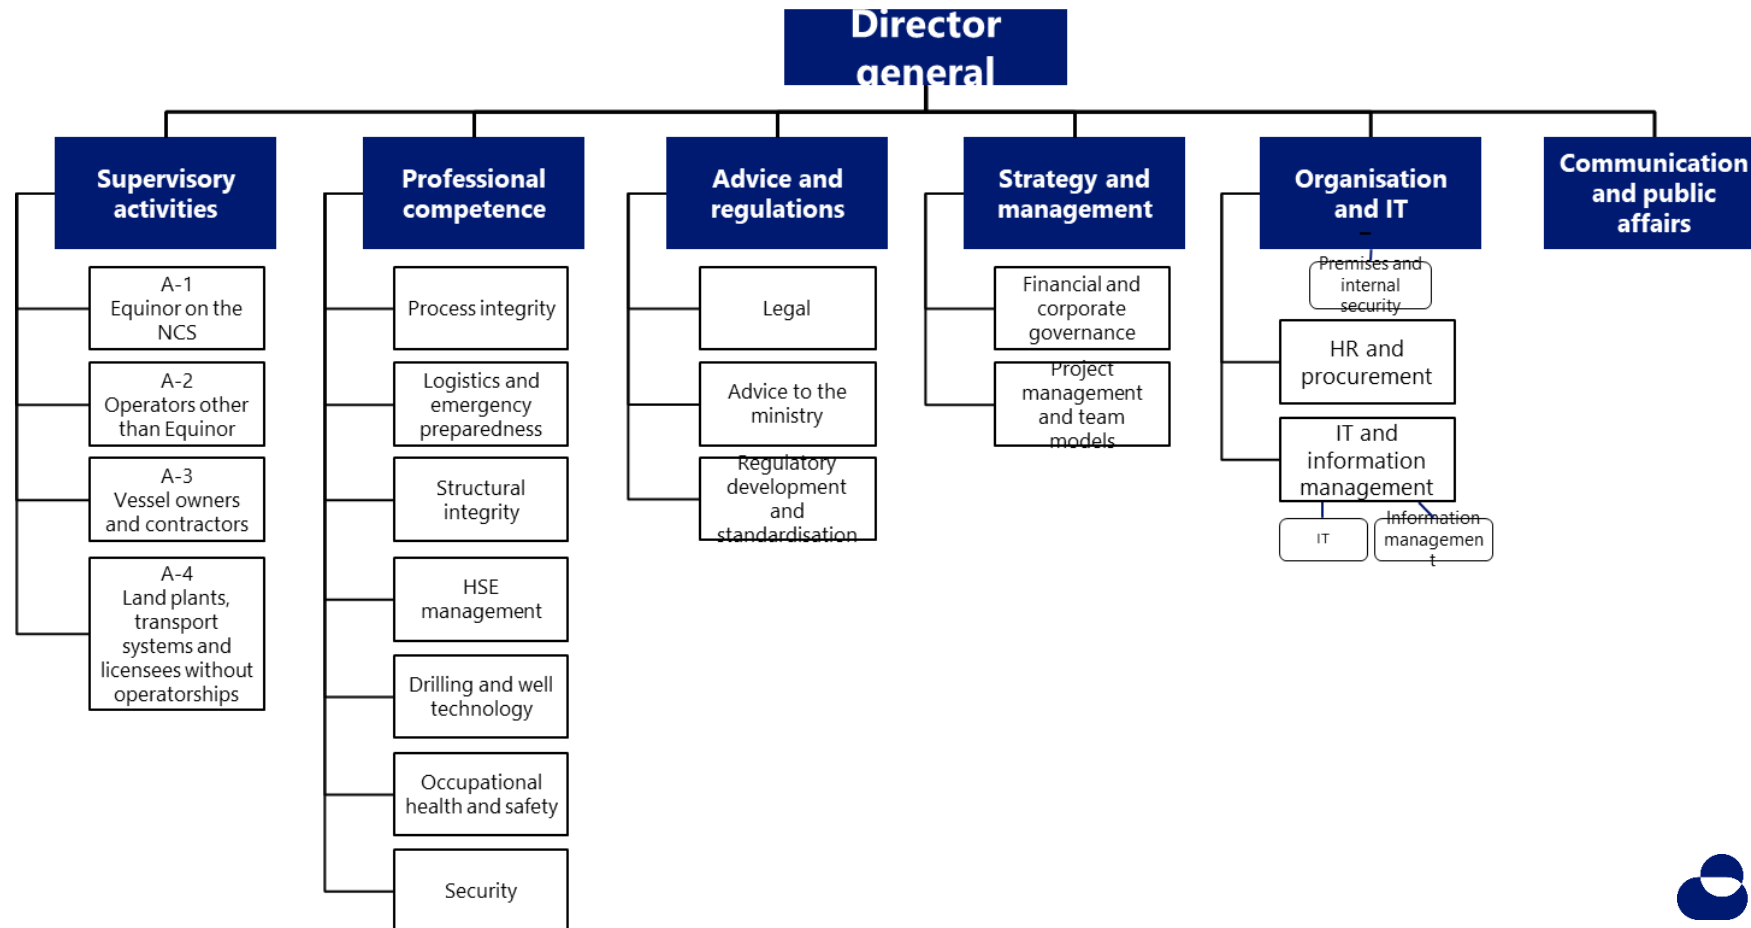 Director
general
Supervisory
activities
Professional
competence
Advice and
regulations
Strategy and
management
Organisation
and IT
Communication
and public
affairs
A-1
Equinor on the
NCS
A-2
Operators other
than Equinor
A-3
Vessel owners
and contractors
A-4
Land plants,
transport
systems and
licensees without
operatorships
Process integrity
Logistics and
emergency
preparedness
Structural
integrity
HSE
management
Drilling and well
technology
Occupational
health and safety
Security
Legal
Advice to the
ministry
Regulatory
development
and
standardisation
Financial and
corporate
governance
Project
management
and team
models
Premises and
internal
security
HR and
procurement
IT and
information
management
IT
Information
managemen
t